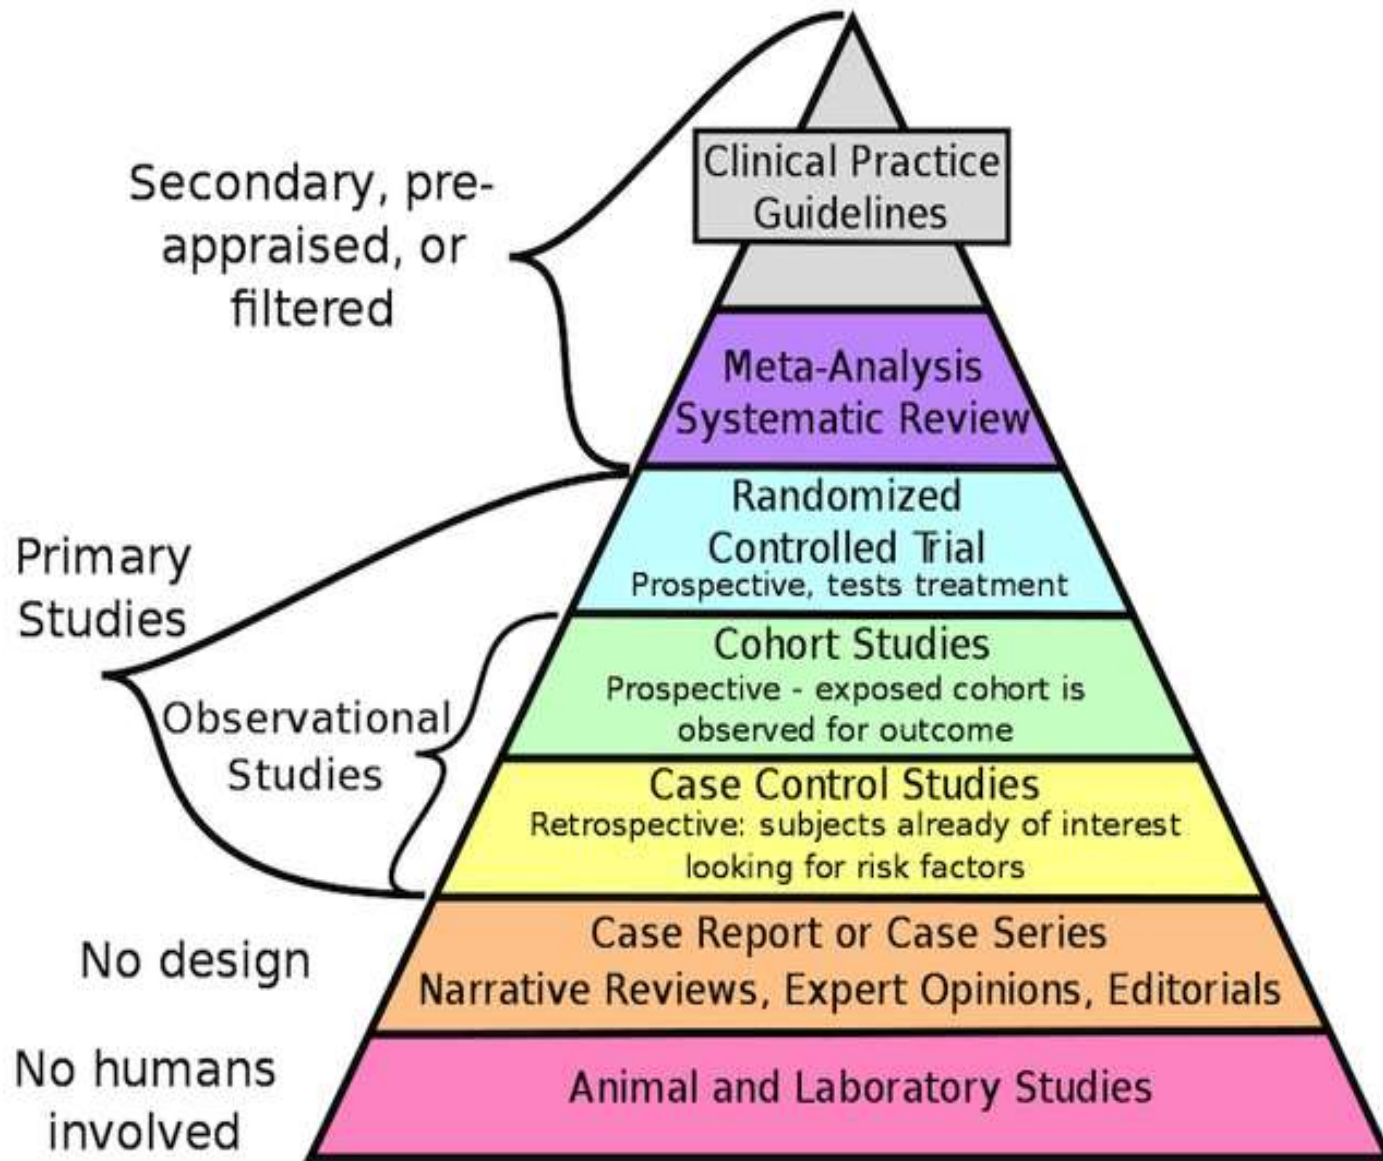 Clinical Practice
Guidelines
Secondary, pre-
appraised, or
filtered
Meta-Analysis
Systematic Review
Randomized
Controlled Trial
Prospective, tests treatment
Primary
Studies
Cohort Studies
Prospective - exposed cohort is
observed for outcome
Observational
Studies
Case Control Studies
Retrospective: subjects already of interest
looking for risk factors
No design
Case Report or Case Series
Narrative Reviews, Expert Opinions, Editorials
No humans
involved
Animal and Laboratory Studies